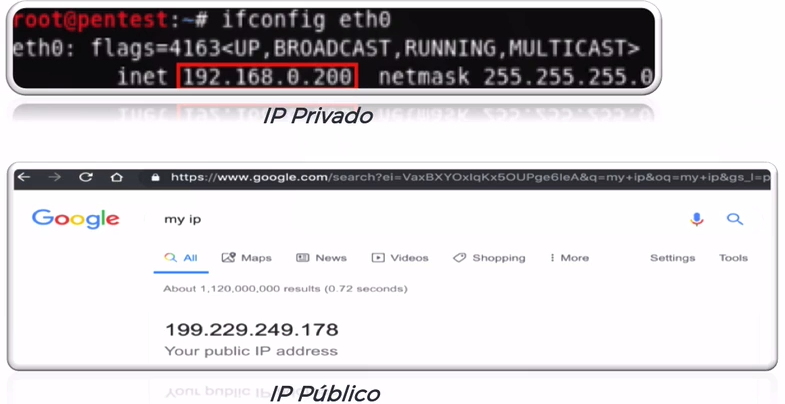 root@pentest:~# ifconfig eth0
eth0: flags=4163<UP,BROADCAST,RUNNING,MULTICAST>
inet 192.168.0.200 netmask 255.255.255.0
IP Privado
https://www.google.com/search?ei=VaxBXYOxIqKx5OUPge6IeA&q=my+ip&oq=my+ip&gs_l=p
Google
my ip
All Maps News Videos Shopping More Settings Tools
About 1,120,000,000 results (0.72 seconds)
199.229.249.178
Your public IP address
IP Público